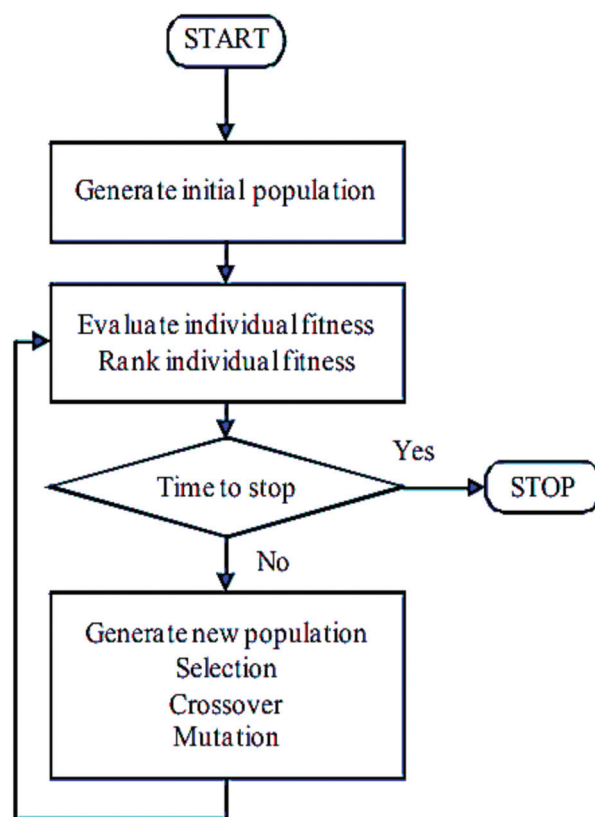 START
Generate initial population
Evaluate individual fitness
Rank individual fitness
Time to stop
Yes
STOP
No
Generate new population
Selection
Crossover
Mutation